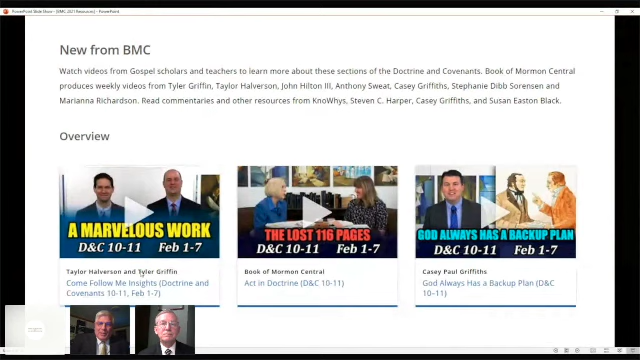 PowerPoint Slide Show - [BMC 2021 Resources] - PowerPoint
New from BMC
Watch videos from Gospel scholars and teachers to learn more about these sections of the Doctrine and Covenants. Book of Mormon Central
produces weekly videos from Tyler Griffin, Taylor Halverson, John Hilton III, Anthony Sweat, Casey Griffiths, Stephanie Dibb Sorensen and
Marianna Richardson. Read commentaries and other resources from KnoWhys, Steven C. Harper, Casey Griffiths, and Susan Easton Black.
Overview
A MARVELOUS WORK
D&C 10-11 Feb 1-7
Taylor Halverson and Tyler Griffin
Come Follow Me Insights (Doctrine and
Covenants 10-11, Feb 1-7)
THE LOST 116 PAGES
D&C 10-11 Feb 1-7
Book of Mormon Central
Act in Doctrine (D&C 10-11)
GOD ALWAYS HAS A BACKUP PLAN
D&C 10-11 Feb 1-7
Casey Paul Griffiths
God Always Has a Backup Plan (D&C
10–11)